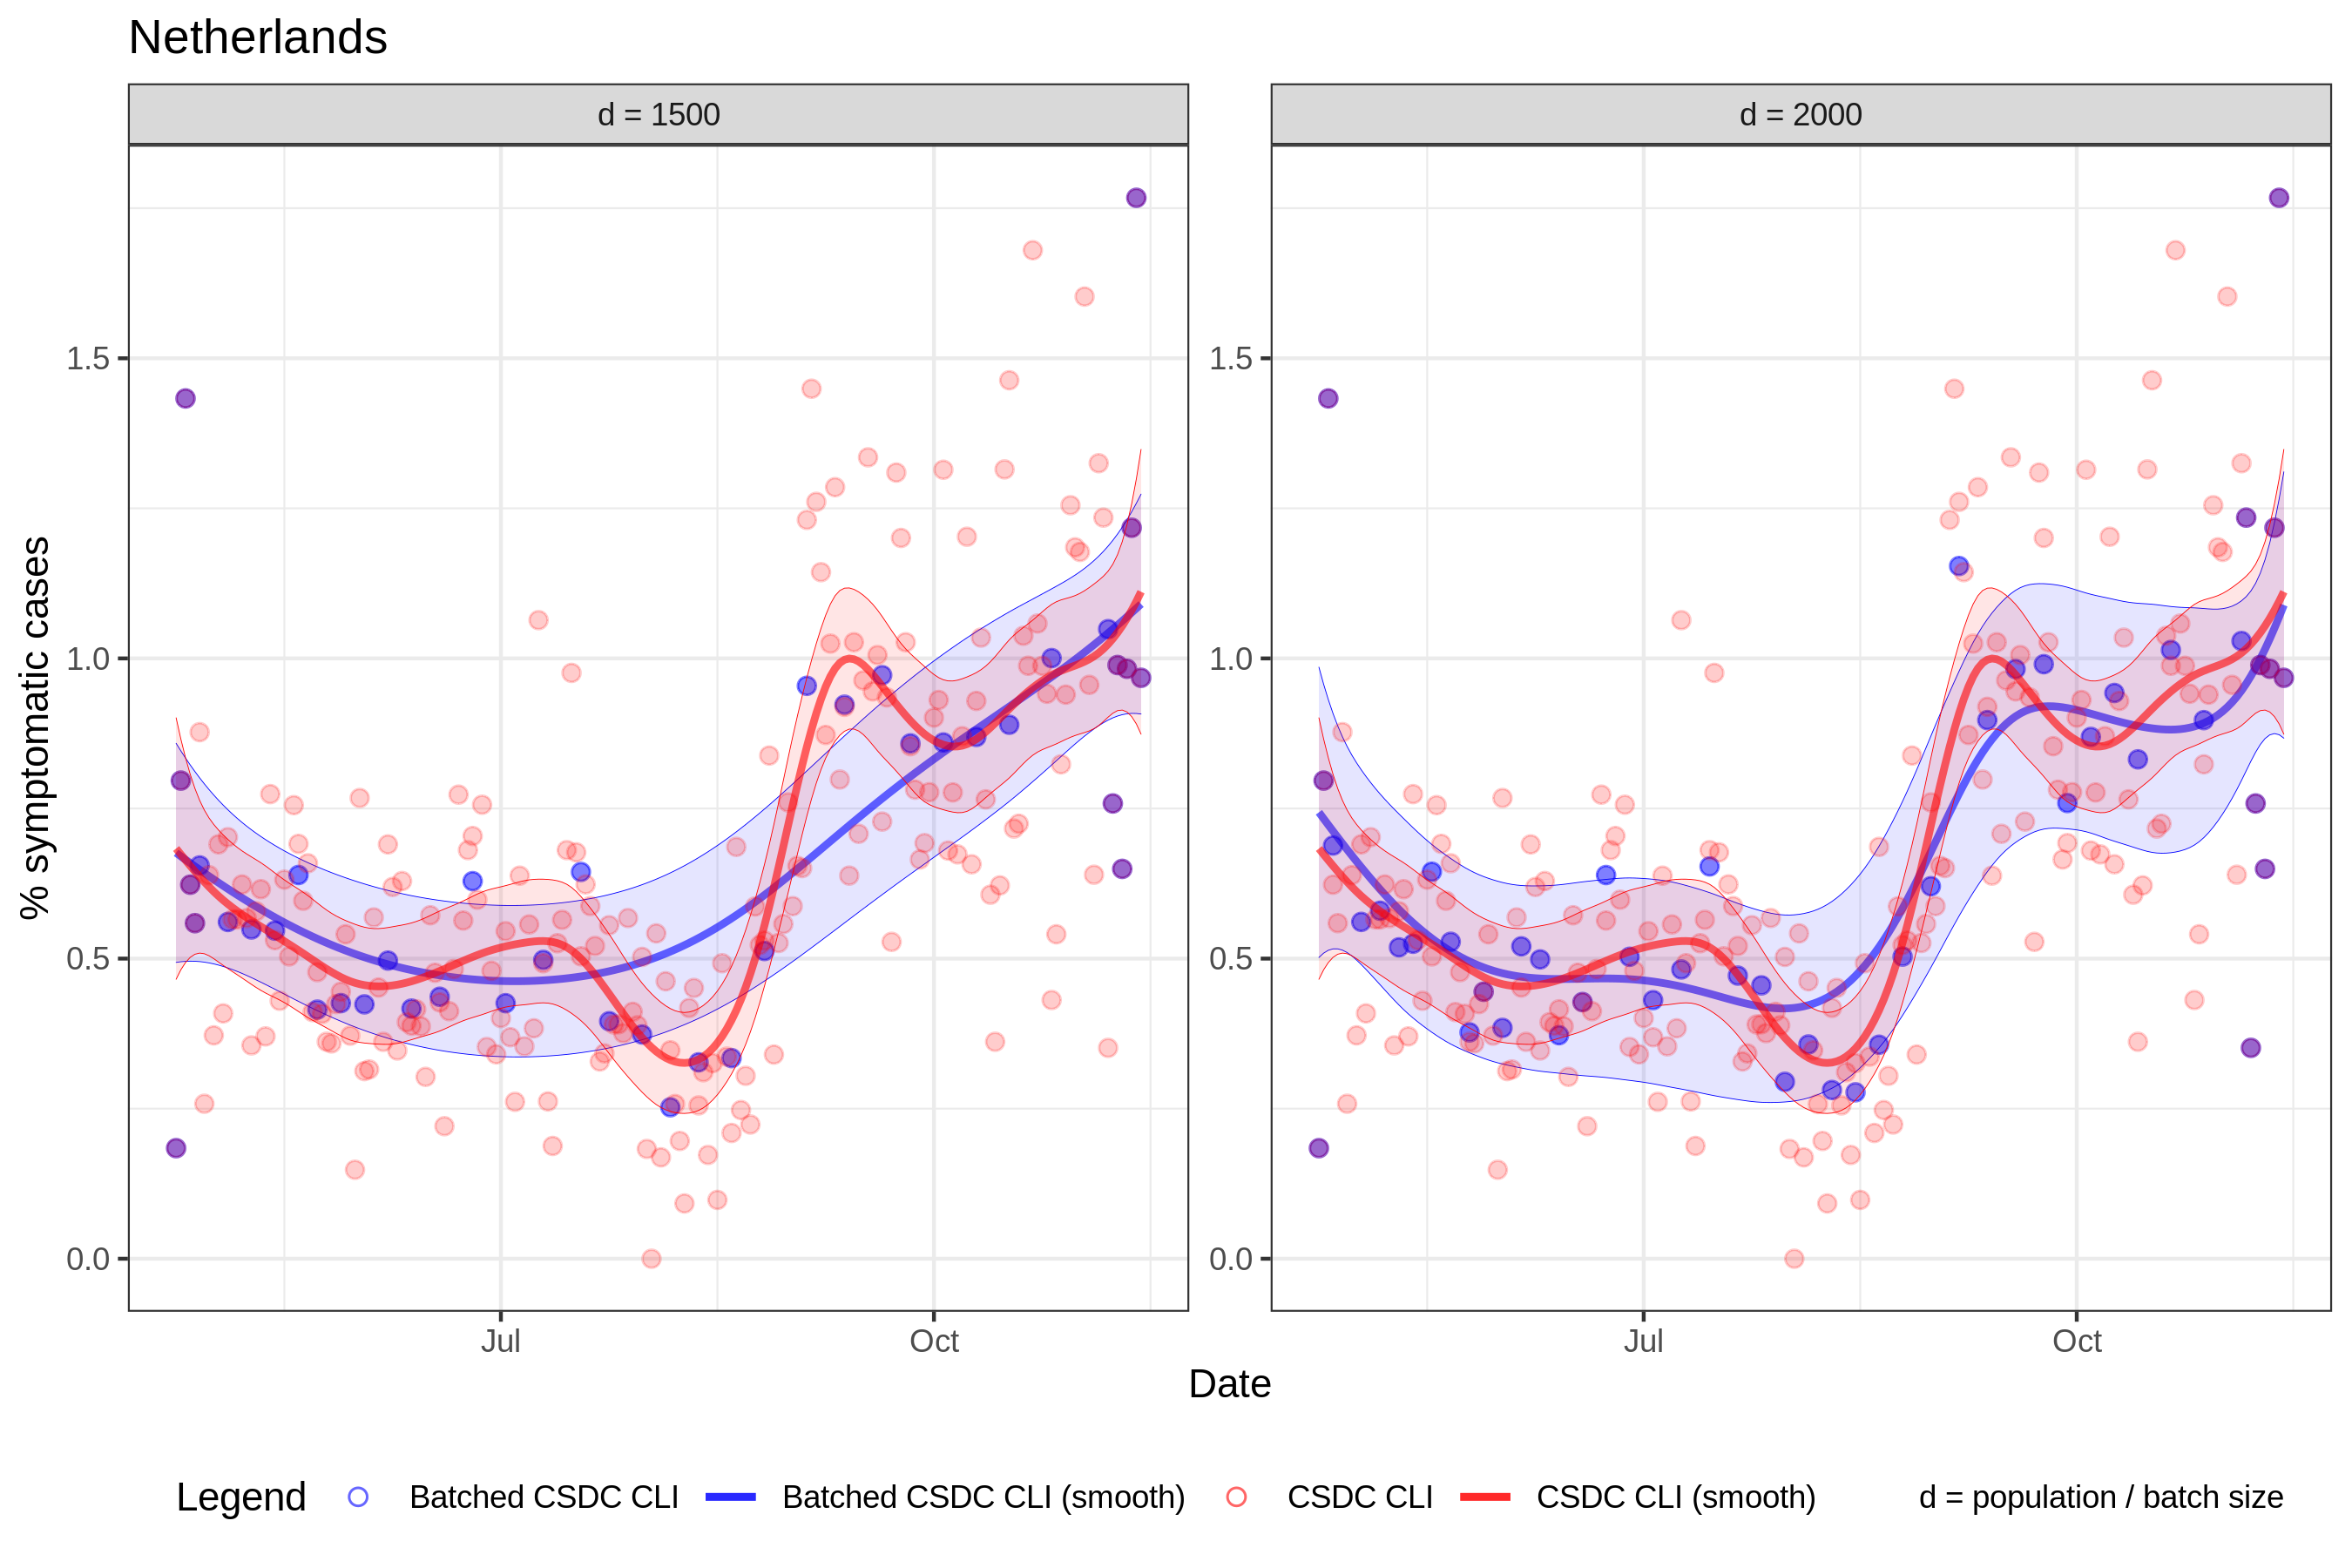 Netherlands
d = 1500
d = 2000
% symptomatic cases
1.5
1.0
0.5
0.0
1.5
1.0
0.5
0.0
Jul
Oct
Jul
Oct
Date
Legend
Batched CSDC CLI
Batched CSDC CLI (smooth)
CSDC CLI
CSDC CLI (smooth)
d = population / batch size